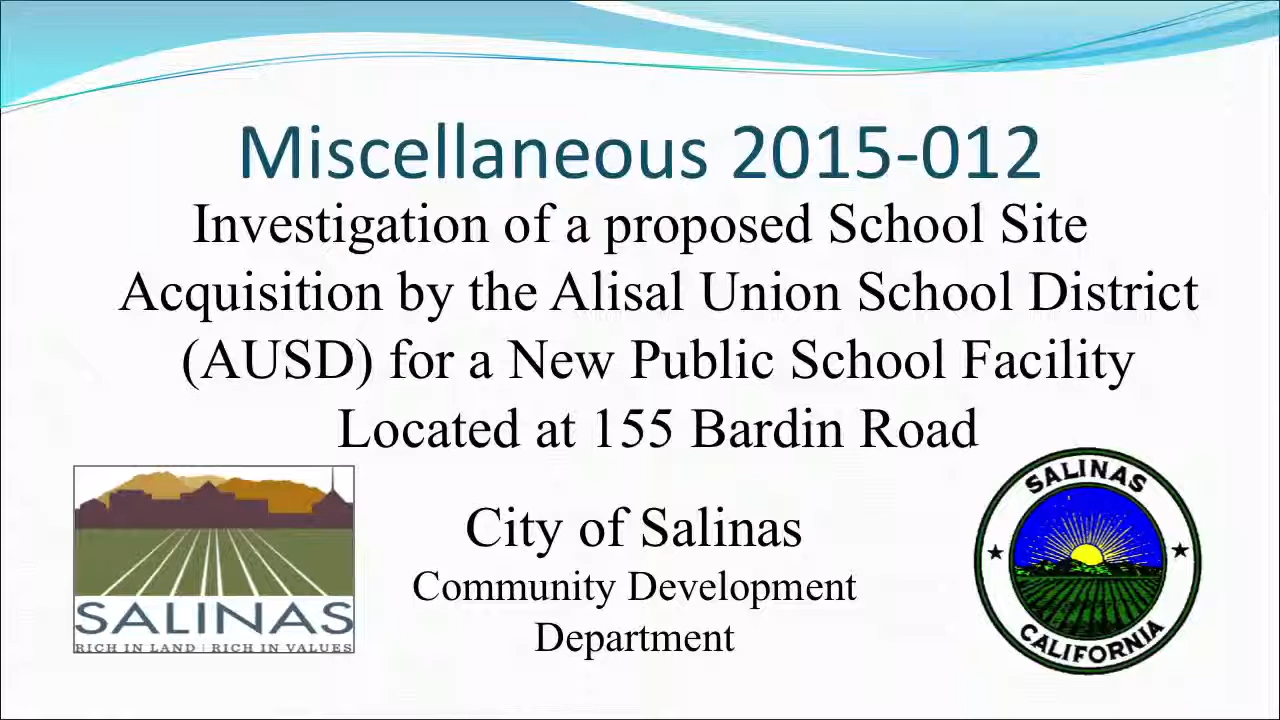 Miscellaneous 2015-012
Investigation of a proposed School Site
Acquisition by the Alisal Union School District
(AUSD) for a New Public School Facility
Located at 155 Bardin Road
City of Salinas
Community Development
Department
SALINAS
RICH IN LAND | RICH IN VALUES
SALINAS
CALIFORNIA